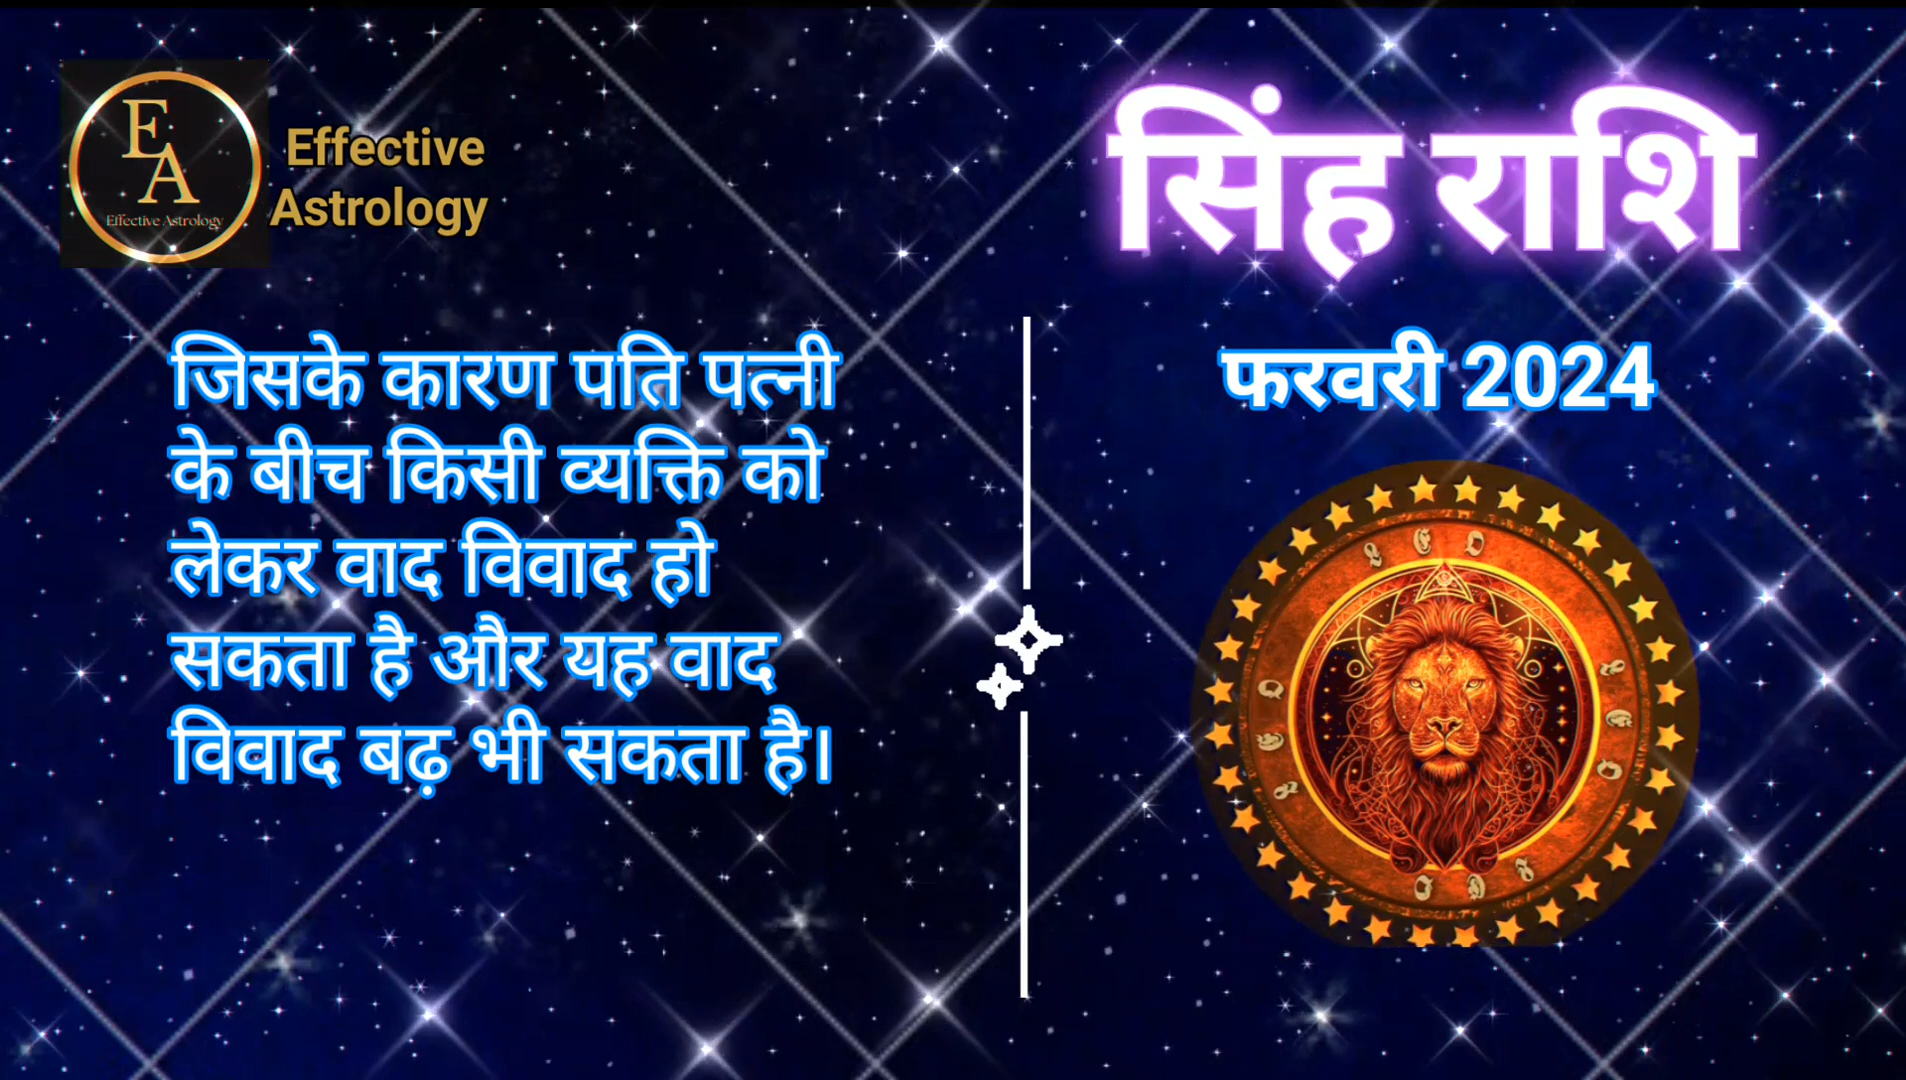 E
A
Effective Astrology
Effective
Astrology
सिंह राशि
फरवरी 2024
जिसके कारण पति पत्नी
के बीच किसी व्यक्ति को
लेकर वाद विवाद हो
सकता है और यह वाद
विवाद बढ़ भी सकता है।